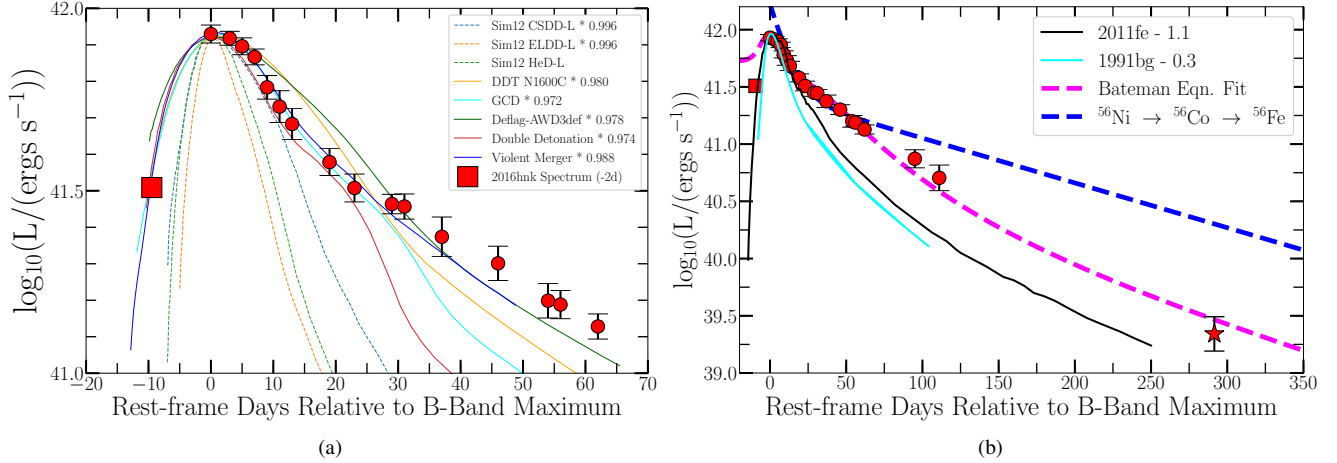 42.0
41.5
41.0
−20
−10
0
10
20
30
40
50
60
70
log10(L/(ergs s−1))
Rest-frame Days Relative to B-Band Maximum
Sim12 CSDD-L * 0.996
Sim12 ELDD-L * 0.996
Sim12 HeD-L
DDT N1600C * 0.980
GCD * 0.972
Deflag-AWD3def * 0.978
Double Detonation * 0.974
Violent Merger * 0.988
2016hnk Spectrum (-2d)
(a)
42.0
41.5
41.0
40.5
40.0
39.5
39.0
0
50
100
150
200
250
300
350
log10(L/(ergs s−1))
Rest-frame Days Relative to B-Band Maximum
2011fe - 1.1
1991bg - 0.3
Bateman Eqn. Fit
56Ni → 56Co → 56Fe
(b)